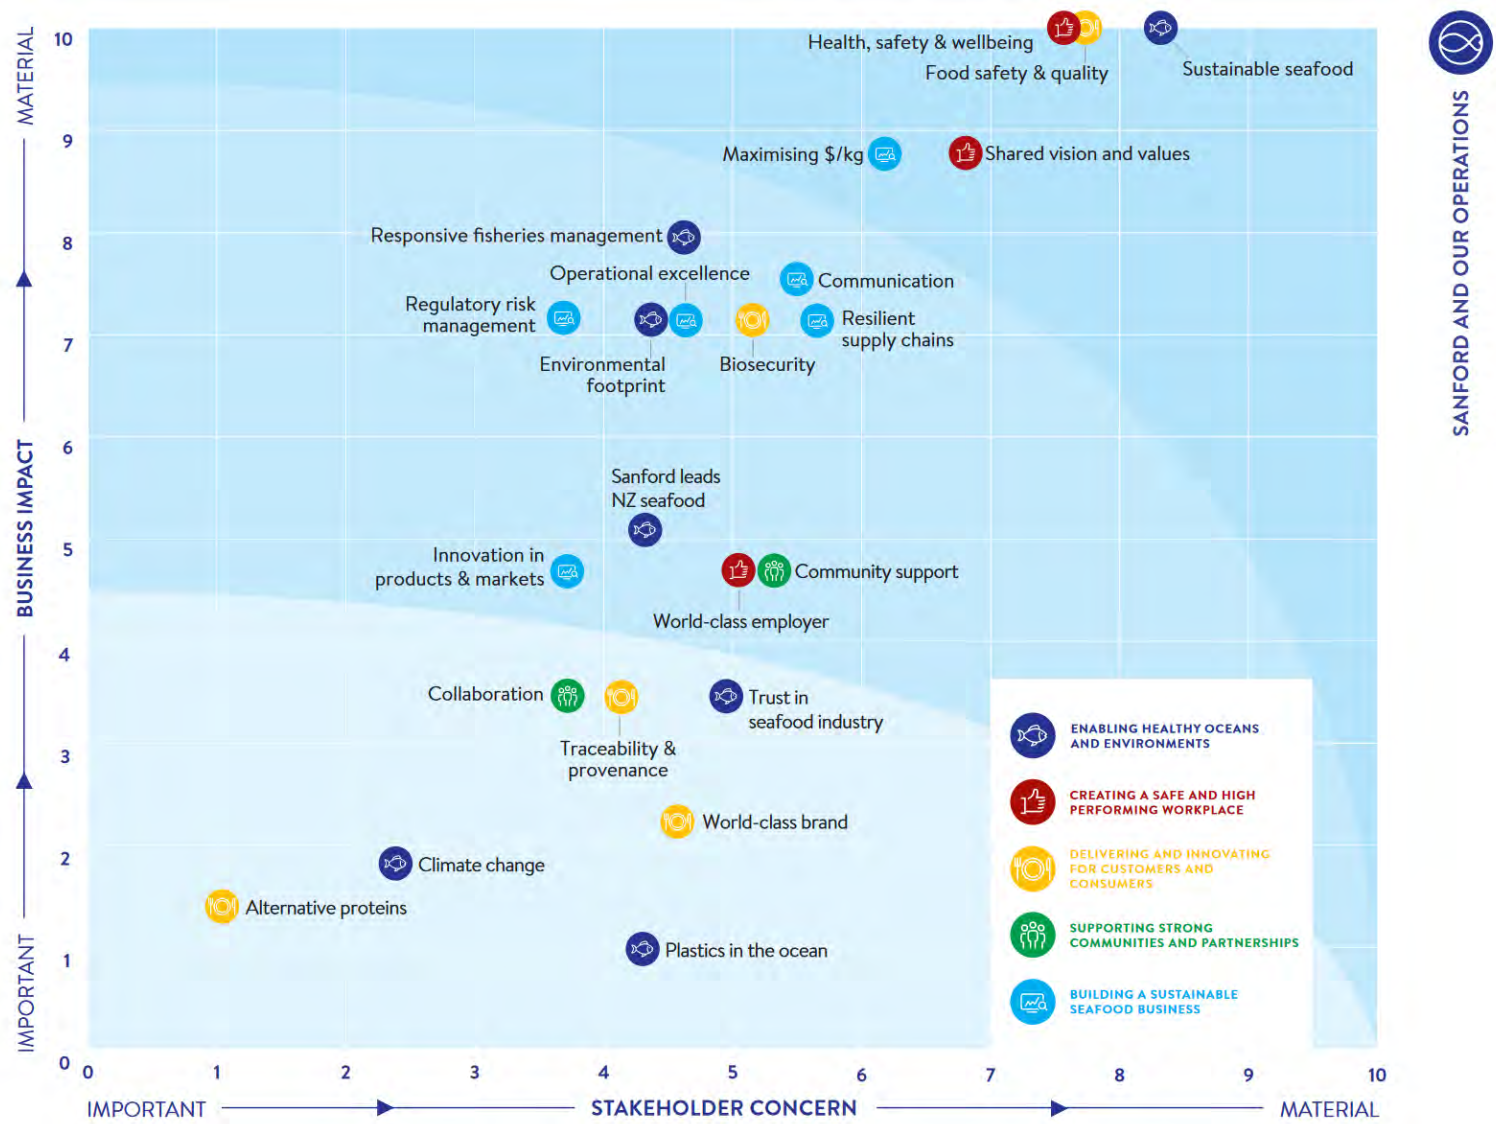 MATERIAL
BUSINESS IMPACT
IMPORTANT
10
9
8
7
6
5
4
3
2
1
0
Health, safety & wellbeing
Food safety & quality
Sustainable seafood
Maximising $/kg
Shared vision and values
Responsive fisheries management
Operational excellence
Communication
Regulatory risk
management
Resilient
supply chains
Environmental
footprint
Biosecurity
Sanford leads
NZ seafood
Innovation in
products & markets
Community support
World-class employer
Collaboration
Trust in
seafood industry
Traceability &
provenance
World-class brand
Climate change
Alternative proteins
Plastics in the ocean
ENABLING HEALTHY OCEANS
AND ENVIRONMENTS
CREATING A SAFE AND HIGH
PERFORMING WORKPLACE
DELIVERING AND INNOVATING
FOR CUSTOMERS AND
CONSUMERS
SUPPORTING STRONG
COMMUNITIES AND PARTNERSHIPS
BUILDING A SUSTAINABLE
SEAFOOD BUSINESS
0 1 2 3 4 5 6 7 8 9 10
IMPORTANT STAKEHOLDER CONCERN MATERIAL
SANFORD AND OUR OPERATIONS